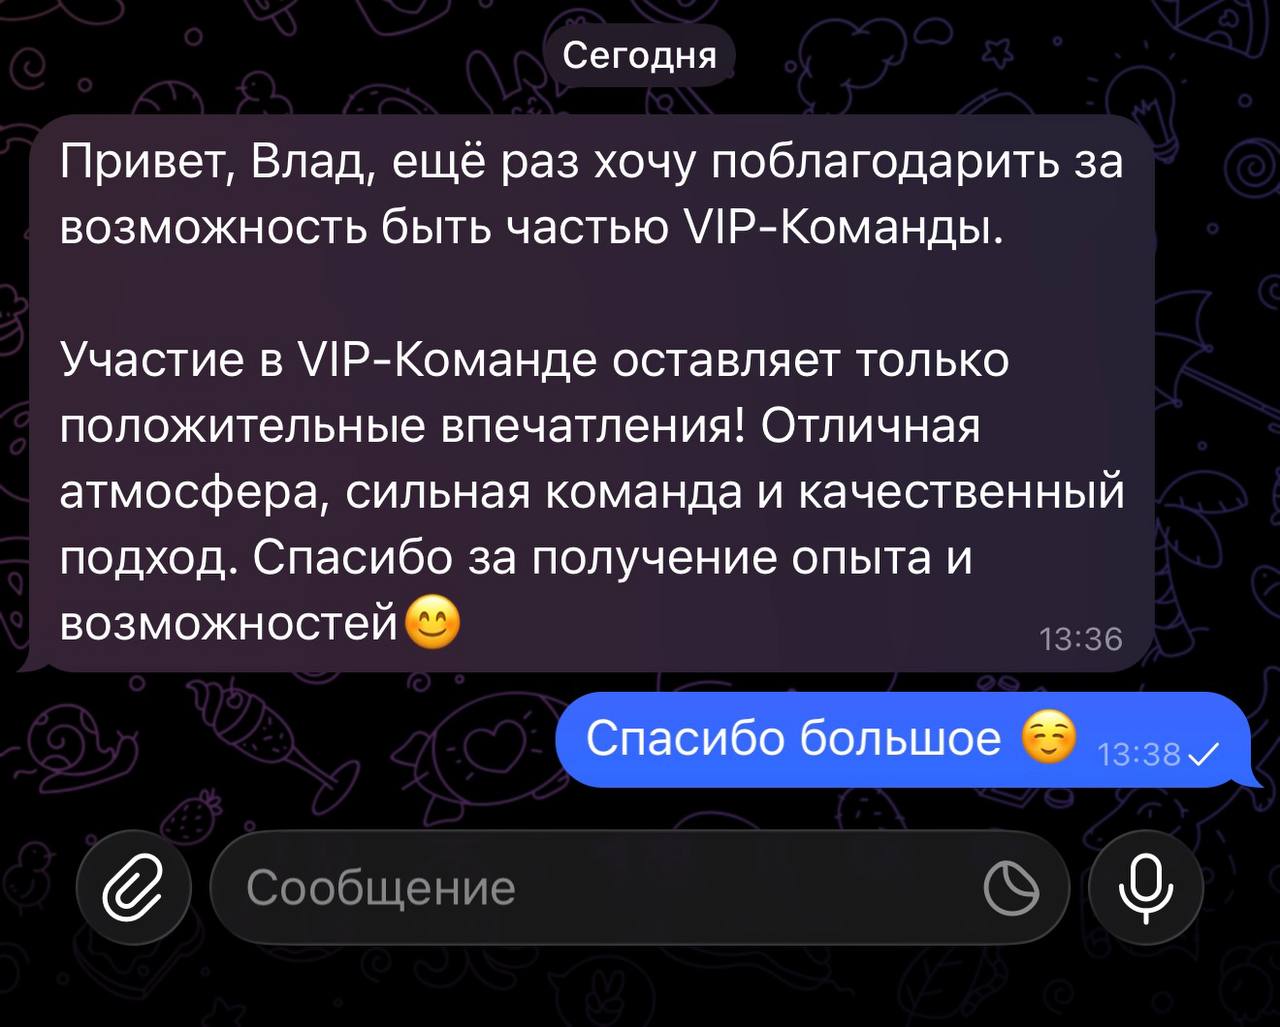 Сегодня
Привет, Влад, ещё раз хочу поблагодарить за
возможность быть частью VIP-Команды.
Участие в VIP-Команде оставляет только
положительные впечатления! Отличная
атмосфера, сильная команда и качественный
подход. Спасибо за получение опыта и
возможностей😊
13:36
Спасибо большое ☺️ 13:38
Сообщение